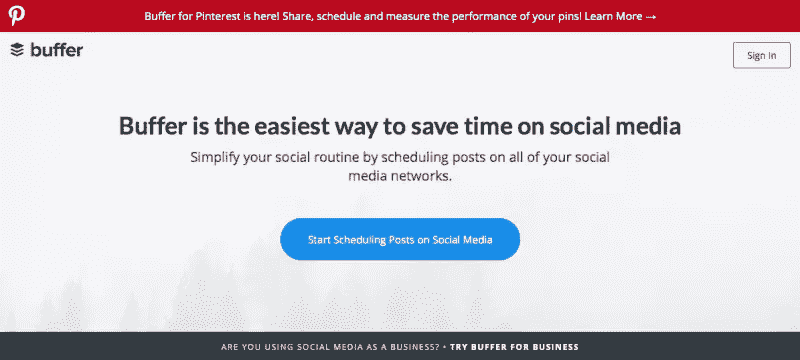 Buffer for Pinterest is here! Share, schedule and measure the performance of your pins! Learn More →
buffer
Sign In
Buffer is the easiest way to save time on social media
Simplify your social routine by scheduling posts on all of your social
media networks.
Start Scheduling Posts on Social Media
ARE YOU USING SOCIAL MEDIA AS A BUSINESS? • TRY BUFFER FOR BUSINESS